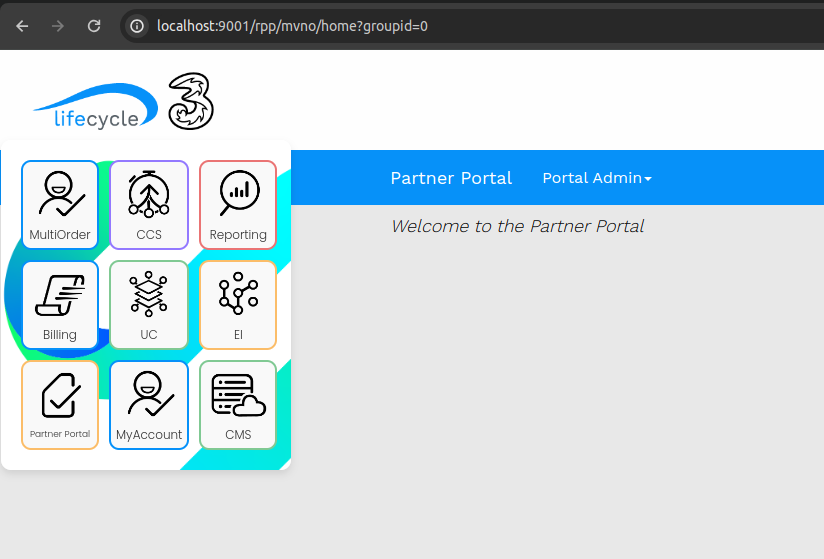 localhost:9001/rpp/mvno/home?groupid=0
lifecycle 3
Partner Portal Portal Admin
Welcome to the Partner Portal
MultiOrder CCS Reporting
Billing UC EI
Partner Portal MyAccount CMS